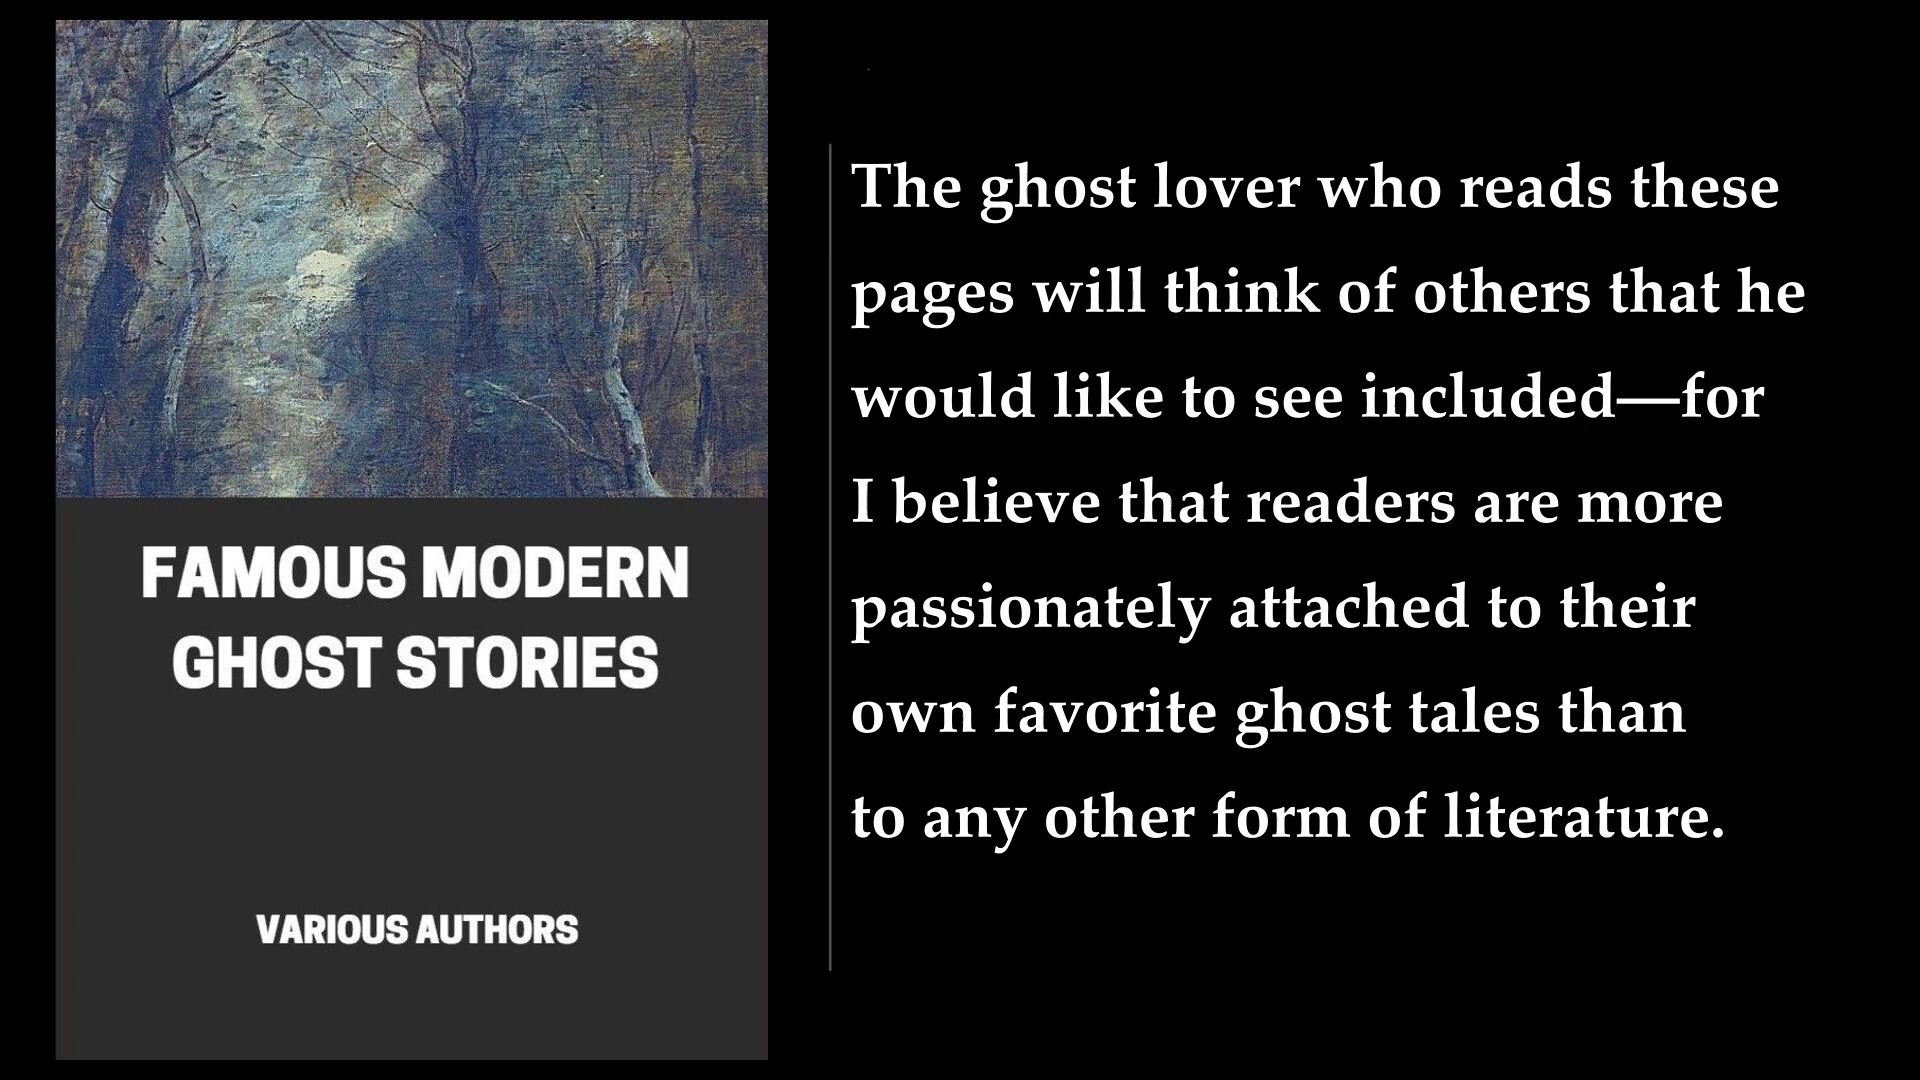 FAMOUS MODERN
GHOST STORIES
VARIOUS AUTHORS
The ghost lover who reads these
pages will think of others that he
would like to see included—for
I believe that readers are more
passionately attached to their
own favorite ghost tales than
to any other form of literature.